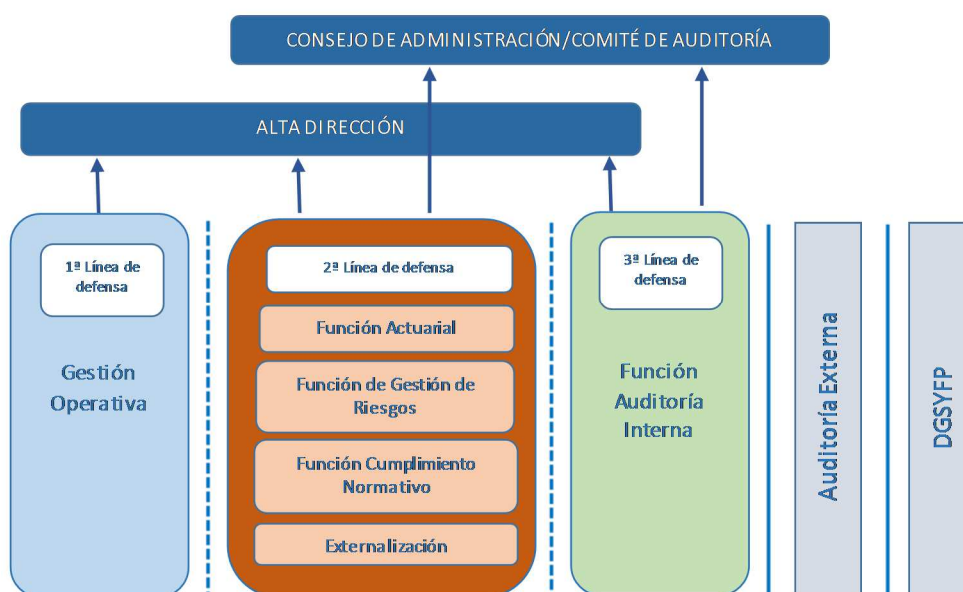 CONSEJO DE ADMINISTRACIÓN/COMITÉ DE AUDITORÍA
ALTA DIRECCIÓN
1ª Línea de
defensa
Gestión
Operativa
2ª Línea de defensa
Función Actuarial
Función de Gestión de
Riesgos
Función Cumplimiento
Normativo
Externalización
3ª Línea de
defensa
Función
Auditoría
Interna
Auditoría Externa
DGSYFP